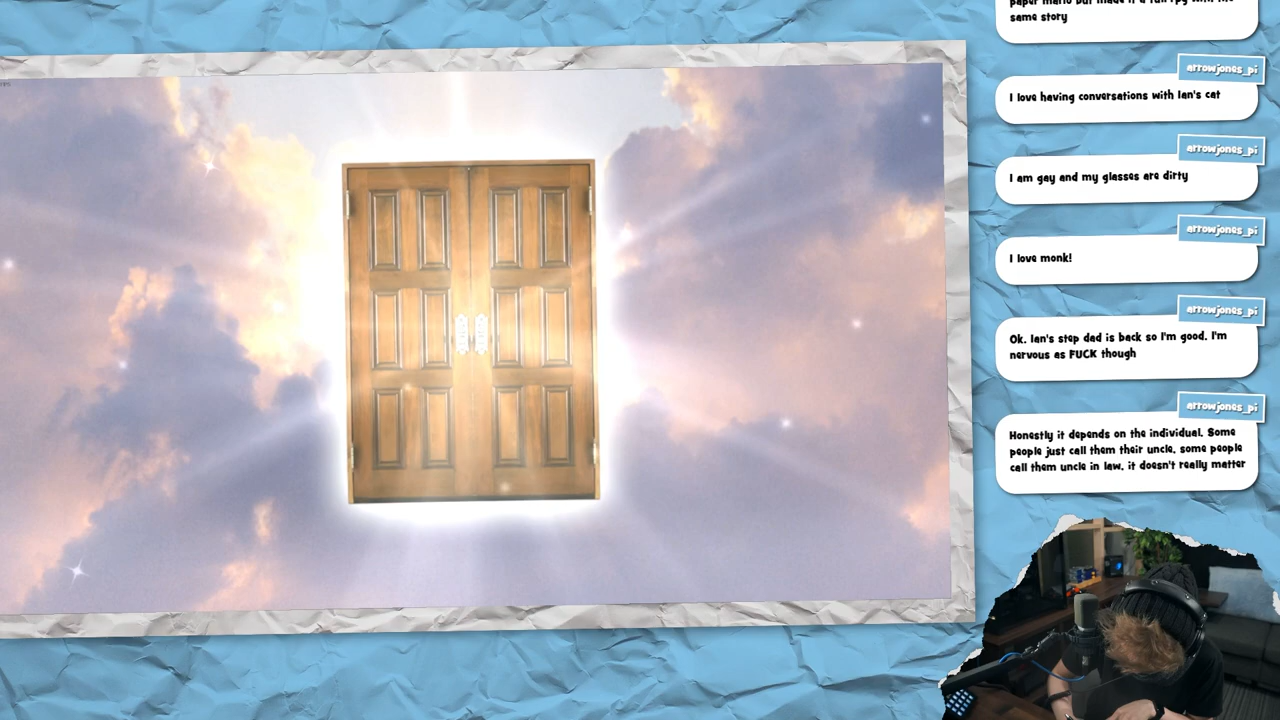 same story
arrowjones_pi
I love having conversations with Ian's cat
arrowjones_pi
I am gay and my glasses are dirty
arrowjones_pi
I love monk!
arrowjones_pi
Ok. Ian's step dad is back so I'm good. I'm
nervous as FUCK though
arrowjones_pi
Honestly it depends on the individual. Some
people just call them their uncle, some people
call them uncle in law, it doesn't really matter